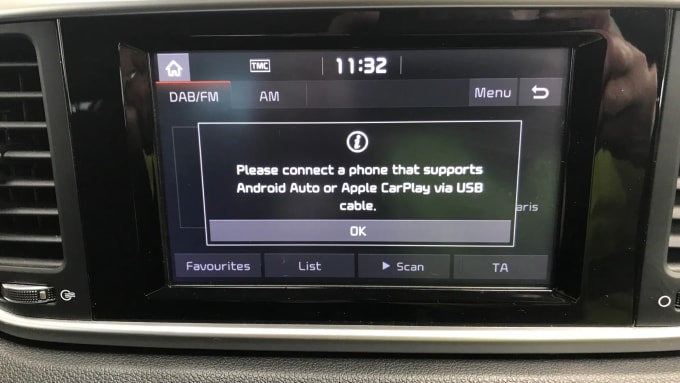 TMC 11:32
DAB/FM AM Menu
Please connect a phone that supports
Android Auto or Apple CarPlay via USB
cable.
aris
OK
Favourites List Scan TA